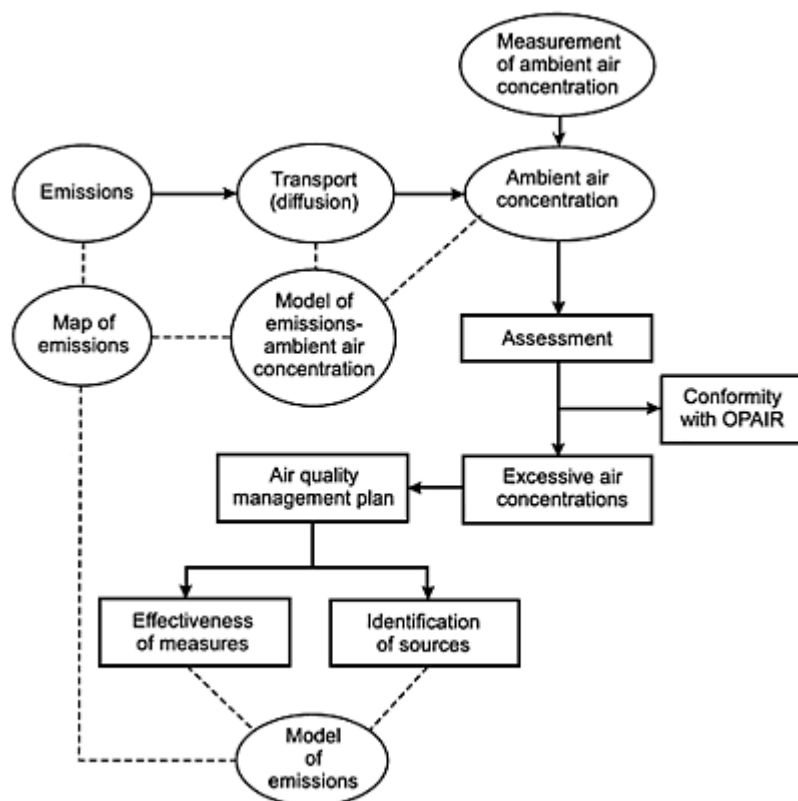 Measurement
of ambient air
concentration
Emissions
Transport
(diffusion)
Ambient air
concentration
Map of
emissions
Model of
emissions-
ambient air
concentration
Assessment
Conformity
with OPAIR
Air quality
management plan
Excessive air
concentrations
Effectiveness
of measures
Identification
of sources
Model
of
emissions